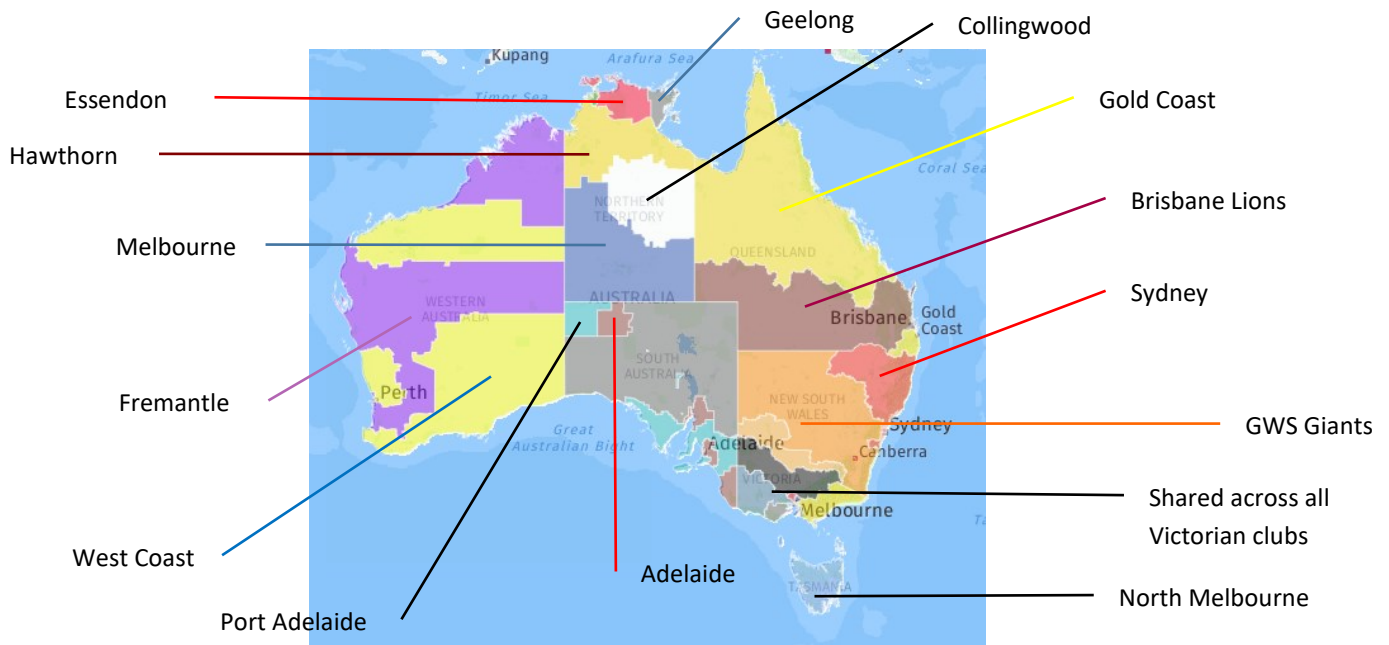 Geelong
Collingwood
Essendon
Gold Coast
Hawthorn
Brisbane Lions
Melbourne
Sydney
Fremantle
GWS Giants
Shared across all
Victorian clubs
West Coast
Adelaide
North Melbourne
Port Adelaide
Kupang
Arafura Sea
Timor Sea
Coral Sea
NORTHERN
TERRITORY
QUEENSLAND
WESTERN
AUSTRALIA
AUSTRALIA
Brisbane
Gold
Coast
SOUTH
AUSTRALIA
Perth
NEW SOUTH
WALES
Great
Australian Bight
Adelaide
Sydney
Canberra
VICTORIA
Melbourne
TASMANIA